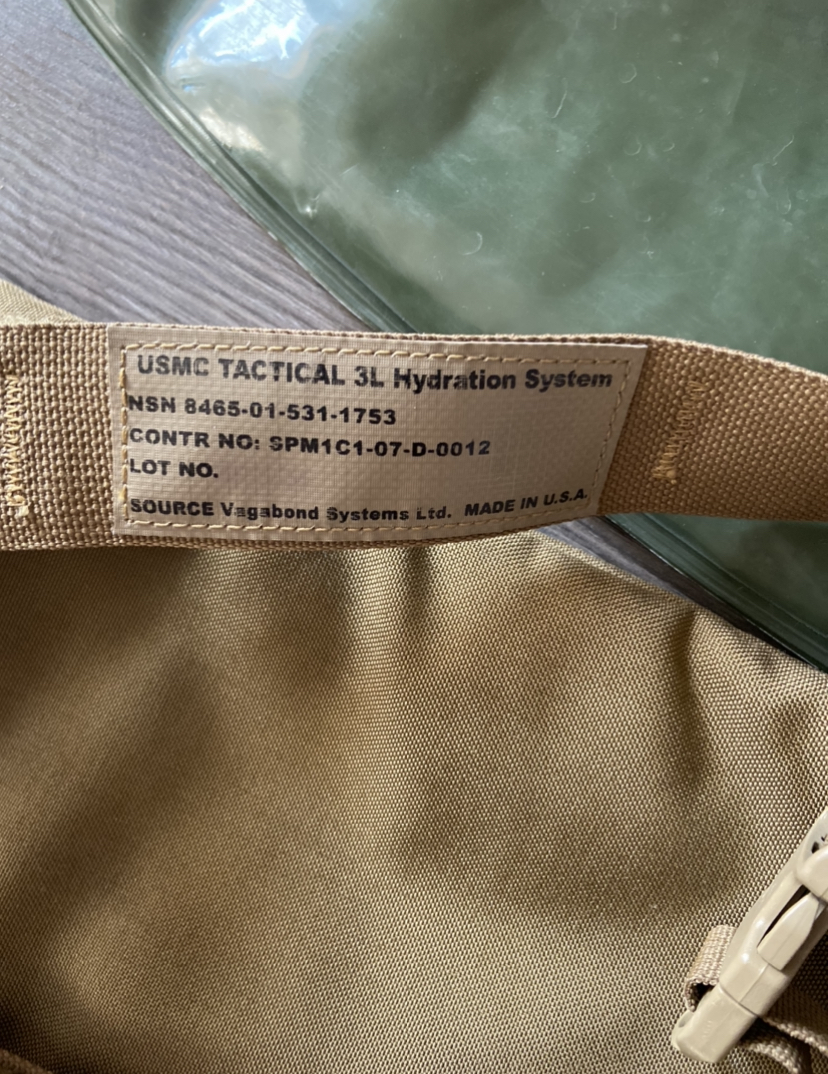 USMC TACTICAL 3L Hydration System
NSN 8465-01-531-1753
CONTR NO: SPM1C1-07-D-0012
LOT NO.
SOURCE Vagabond Systems Ltd. MADE IN U.S.A.